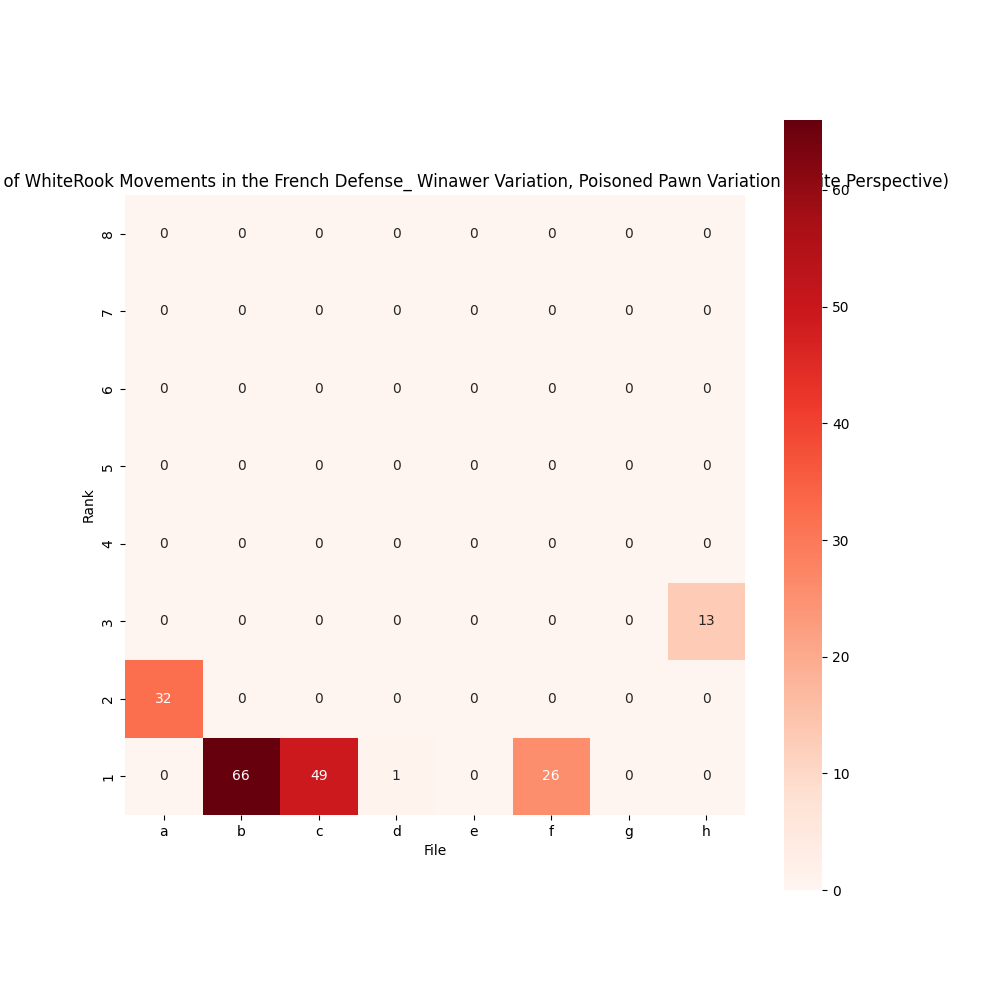 of WhiteRook Movements in the French Defense_ Winawer Variation, Poisoned Pawn Variation Perspective)
60
8 0 0 0 0 0 0 0 0
7 0 0 0 0 0 0 0 0
50
6 0 0 0 0 0 0 0 0
40
5 0 0 0 0 0 0 0 0
Rank
4 0 0 0 0 0 0 0 0
30
3 0 0 0 0 0 0 0 13
20
2 32 0 0 0 0 0 0 0
10
1 0 66 49 1 0 26 0 0
a b c d e f g h
File
0